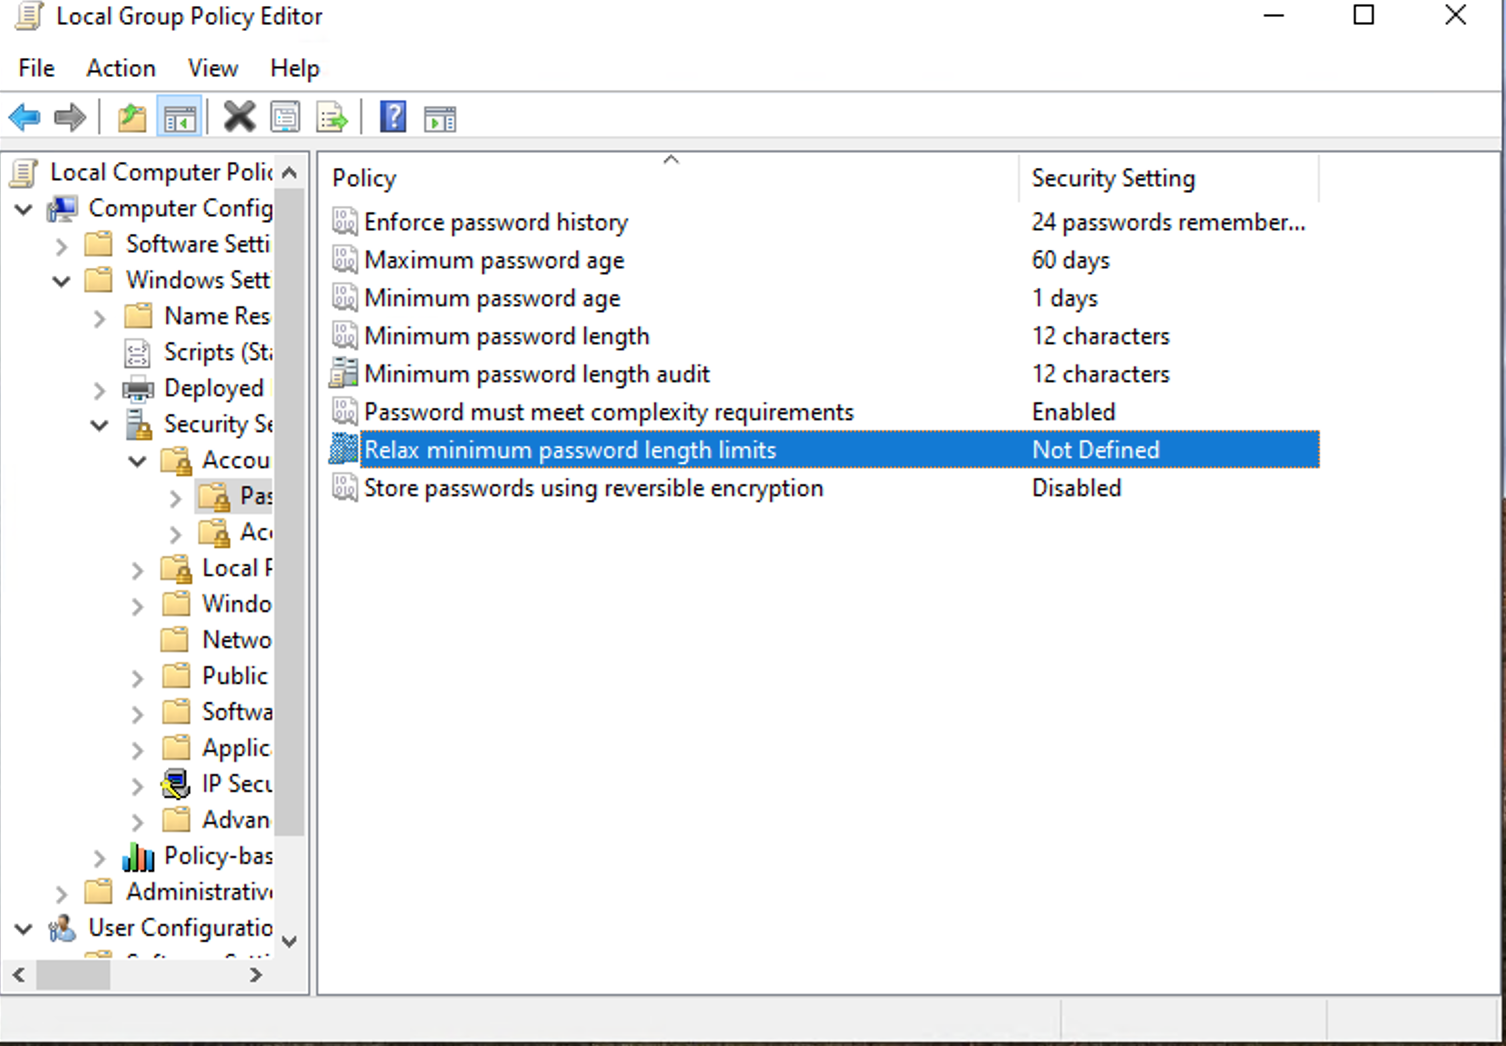 Local Group Policy Editor
File Action View Help
Local Computer Polic
Computer Config
Software Setti
Windows Sett
Name Res
Scripts (Sta
Deployed
Security Se
Accou
Pas
Acc
Local P
Windo
Netwo
Public
Softwa
Applic
IP Secu
Advan
Policy-bas
Administrative
User Configuratio
Policy Security Setting
Enforce password history 24 passwords remember...
Maximum password age 60 days
Minimum password age 1 days
Minimum password length 12 characters
Minimum password length audit 12 characters
Password must meet complexity requirements Enabled
Relax minimum password length limits Not Defined
Store passwords using reversible encryption Disabled